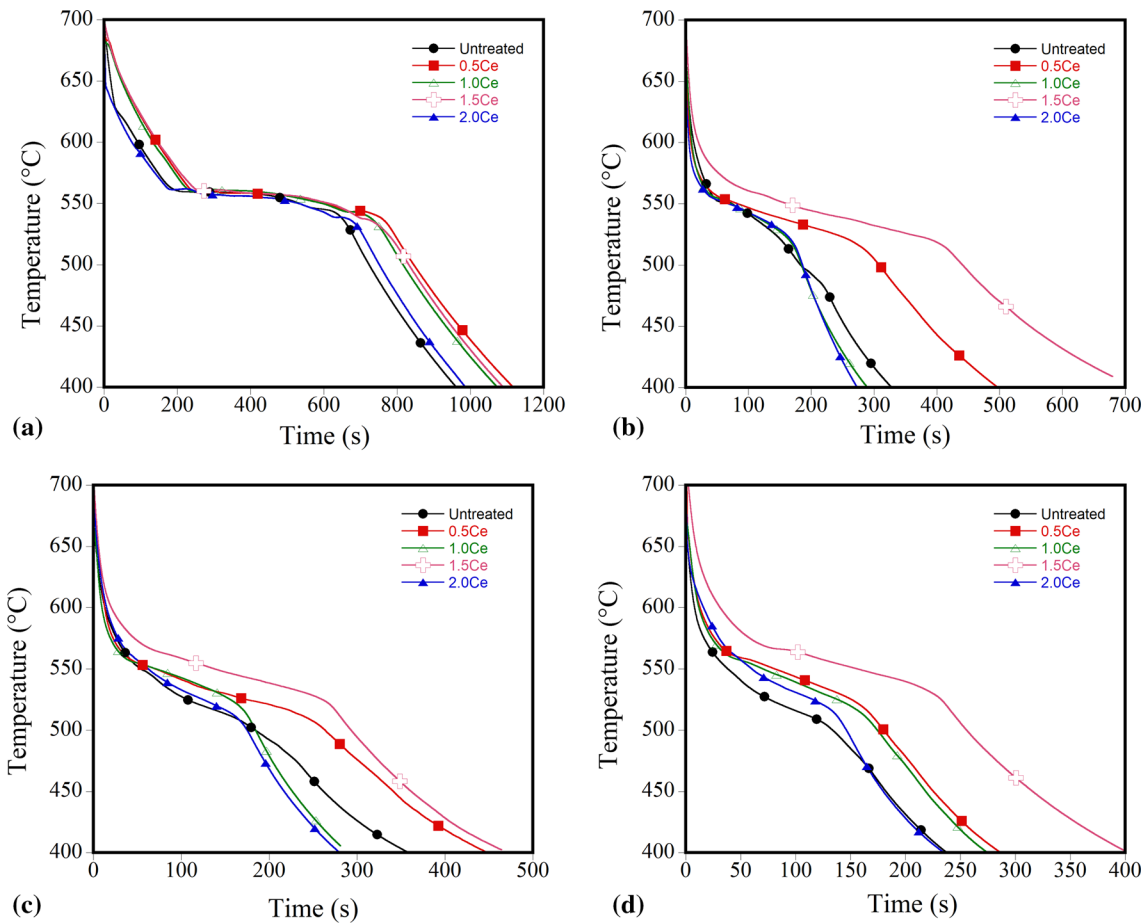 700
650
600
550
500
450
400
Temperature (°C)
0 200 400 600 800 1000 1200
Time (s)
Untreated
0.5Ce
1.0Ce
1.5Ce
2.0Ce
(a)
700
650
600
550
500
450
400
Temperature (°C)
0 100 200 300 400 500 600 700
Time (s)
Untreated
0.5Ce
1.0Ce
1.5Ce
2.0Ce
(b)
700
650
600
550
500
450
400
Temperature (°C)
0 100 200 300 400 500
Time (s)
Untreated
0.5Ce
1.0Ce
1.5Ce
2.0Ce
(c)
700
650
600
550
500
450
400
Temperature (°C)
0 50 100 150 200 250 300 350 400
Time (s)
Untreated
0.5Ce
1.0Ce
1.5Ce
2.0Ce
(d)